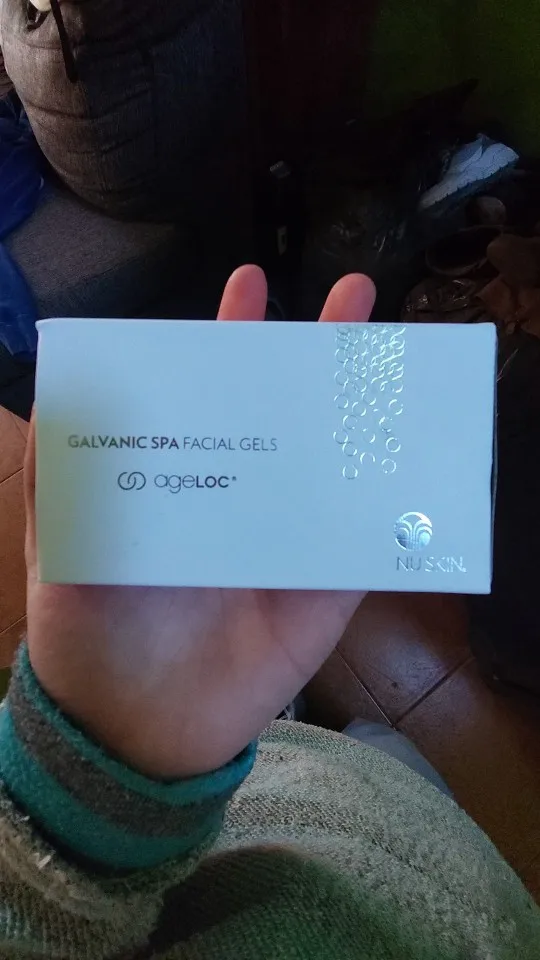 GALVANIC SPA FACIAL GELS
ageLOC®
NU SKIN.